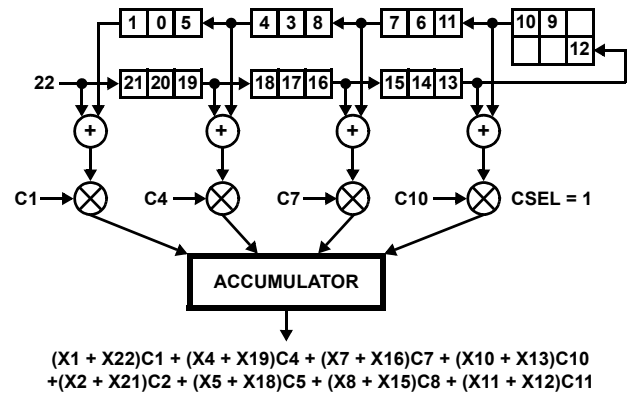 1 0 5 4 3 8 7 6 11 10 9
12
22 21 20 19 18 17 16 15 14 13
+ + + +
C1 C4 C7 C10 CSEL = 1
ACCUMULATOR
(X1 + X22)C1 + (X4 + X19)C4 + (X7 + X16)C7 + (X10 + X13)C10
+(X2 + X21)C2 + (X5 + X18)C5 + (X8 + X15)C8 + (X11 + X12)C11